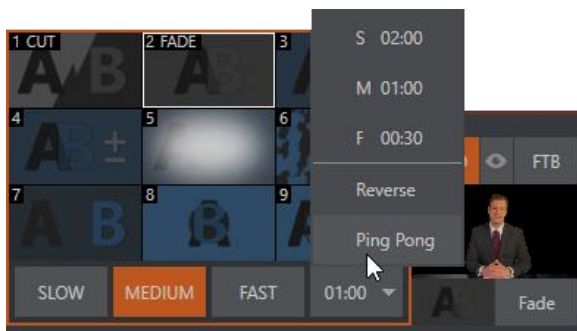 1 CUT
2 FADE
3
S 02:00
M 01:00
F 00:30
4
5
6
FTB
Reverse
7
8
9
Ping Pong
SLOW
MEDIUM
FAST
01:00
Fade
A B
A B
AB ±
A B
B
A
A